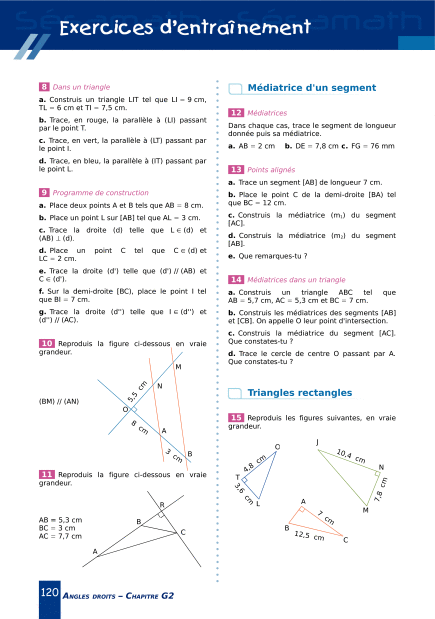 Exercices d'entraînement
8 Dans un triangle
a. Construis un triangle LIT tel que LI = 9 cm,
TL = 6 cm et TI = 7,5 cm.
b. Trace, en rouge, la parallèle à (LI) passant
par le point T.
c. Trace, en vert, la parallèle à (LT) passant par
le point I.
d. Trace, en bleu, la parallèle à (IT) passant par
le point L.
9 Programme de construction
a. Place deux points A et B tels que AB = 8 cm.
b. Place un point L sur [AB] tel que AL = 3 cm.
c. Trace la droite (d) telle que L ∈ (d) et
(AB) ⊥ (d).
d. Place un point C tel que C ∈ (d) et
LC = 2 cm.
e. Trace la droite (d') telle que (d') // (AB) et
C ∈ (d').
f. Sur la demi-droite [BC), place le point I tel
que BI = 7 cm.
g. Trace la droite (d'') telle que I ∈ (d'') et
(d'') // (AC).
10 Reproduis la figure ci-dessous en vraie
grandeur.
M
N
5,5 cm
(BM) // (AN)
O
8 cm
A
3 cm
B
11 Reproduis la figure ci-dessous en vraie
grandeur.
R
AB = 5,3 cm
BC = 3 cm
AC = 7,7 cm
B
C
A
Médiatrice d'un segment
12 Médiatrices
Dans chaque cas, trace le segment de longueur
donnée puis sa médiatrice.
a. AB = 2 cm b. DE = 7,8 cm c. FG = 76 mm
13 Points alignés
a. Trace un segment [AB] de longueur 7 cm.
b. Place le point C de la demi-droite [BA) tel
que BC = 12 cm.
c. Construis la médiatrice (m₁) du segment
[AC].
d. Construis la médiatrice (m₂) du segment
[AB].
e. Que remarques-tu ?
14 Médiatrices dans un triangle
a. Construis un triangle ABC tel que
AB = 5,7 cm, AC = 5,3 cm et BC = 7 cm.
b. Construis les médiatrices des segments [AB]
et [CB]. On appelle O leur point d'intersection.
c. Construis la médiatrice du segment [AC].
Que constates-tu ?
d. Trace le cercle de centre O passant par A.
Que constates-tu ?
Triangles rectangles
15 Reproduis les figures suivantes, en vraie
grandeur.
O
4,8 cm
T
3,6 cm
L
J
10,4 cm
N
7,8 cm
M
A
7 cm
B
12,5 cm
C
120 ANGLES DROITS – CHAPITRE G2